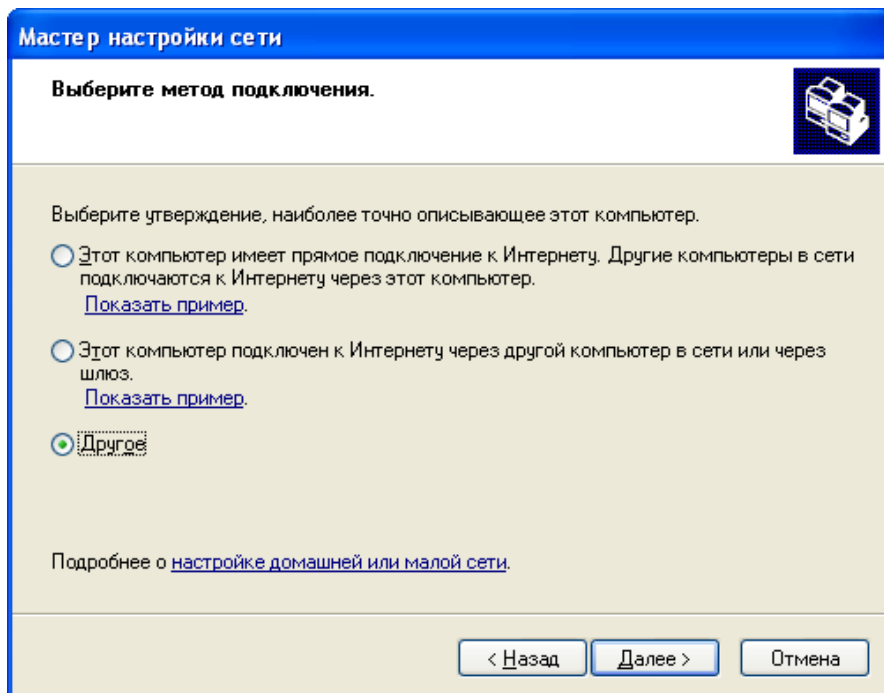 Мастер настройки сети
Выберите метод подключения.
Выберите утверждение, наиболее точно описывающее этот компьютер.
Этот компьютер имеет прямое подключение к Интернету. Другие компьютеры в сети
подключаются к Интернету через этот компьютер.
Показать пример.
Этот компьютер подключен к Интернету через другой компьютер в сети или через
шлюз.
Показать пример.
Другое
Подробнее о настройке домашней или малой сети.
< Назад Далее > Отмена